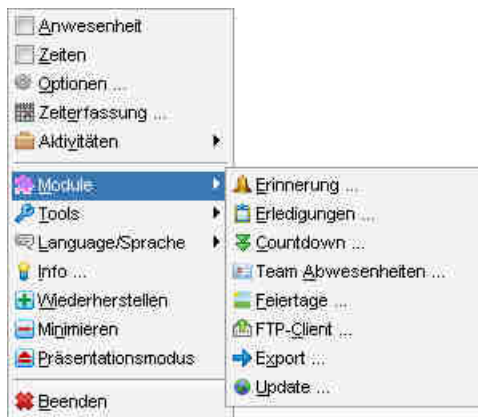 Anwesenheit
Zeiten
Optionen ...
Zeiterfassung ...
Aktivitäten
Module
Tools
Language/Sprache
Info ...
Wiederherstellen
Minimieren
Präsentationsmodus
Beenden
Erinnerung ...
Erledigungen ...
Countdown ...
Team Abwesenheiten ...
Feiertage ...
FTP-Client ...
Export ...
Update ...